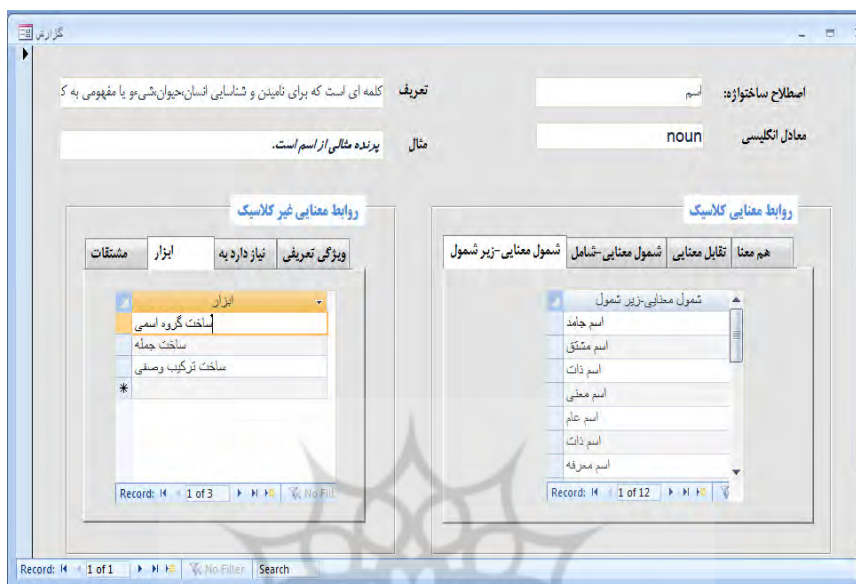 گزارش
اصطلاح ساختواژه:
اسم
تعریف
کلمه ای است که برای نامیدن و شناسایی انسان،حیوان،شیءو یا مفهومی به ک
معادل انگلیسی
noun
مثال
پرنده مثالی از اسم است.
روابط معنایی کلاسیک
هم معنا
تقابل معنایی
شمول معنایی-شامل
شمول معنایی-زیر شمول
شمول معنایی-زیر شمول
اسم جامد
اسم مشتق
اسم ذات
اسم معنی
اسم عام
اسم ذات
اسم معرفه
Record: 1 of 12
روابط معنایی غیر کلاسیک
ویژگی تعریفی
نیاز دارد به
ابزار
مشتقات
ابزار
ساخت گروه اسمی
ساخت جمله
ساخت ترکیب وصفی
Record: 1 of 3 No Fil
Record: 1 of 1 No Filter Search